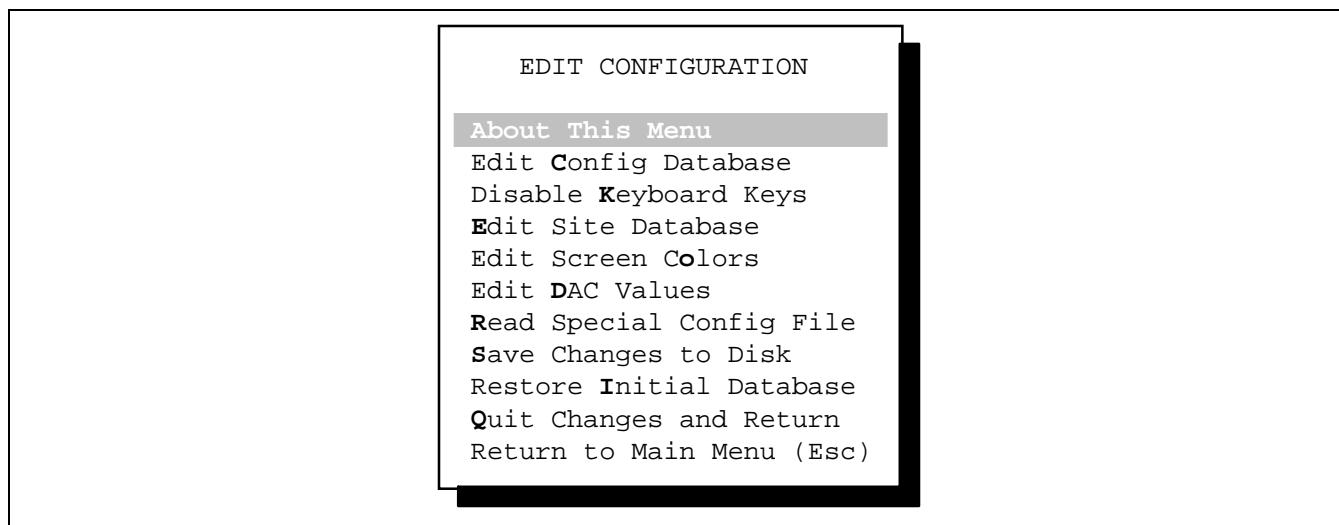 EDIT CONFIGURATION
About This Menu
Edit Config Database
Disable Keyboard Keys
Edit Site Database
Edit Screen Colors
Edit DAC Values
Read Special Config File
Save Changes to Disk
Restore Initial Database
Quit Changes and Return
Return to Main Menu (Esc)